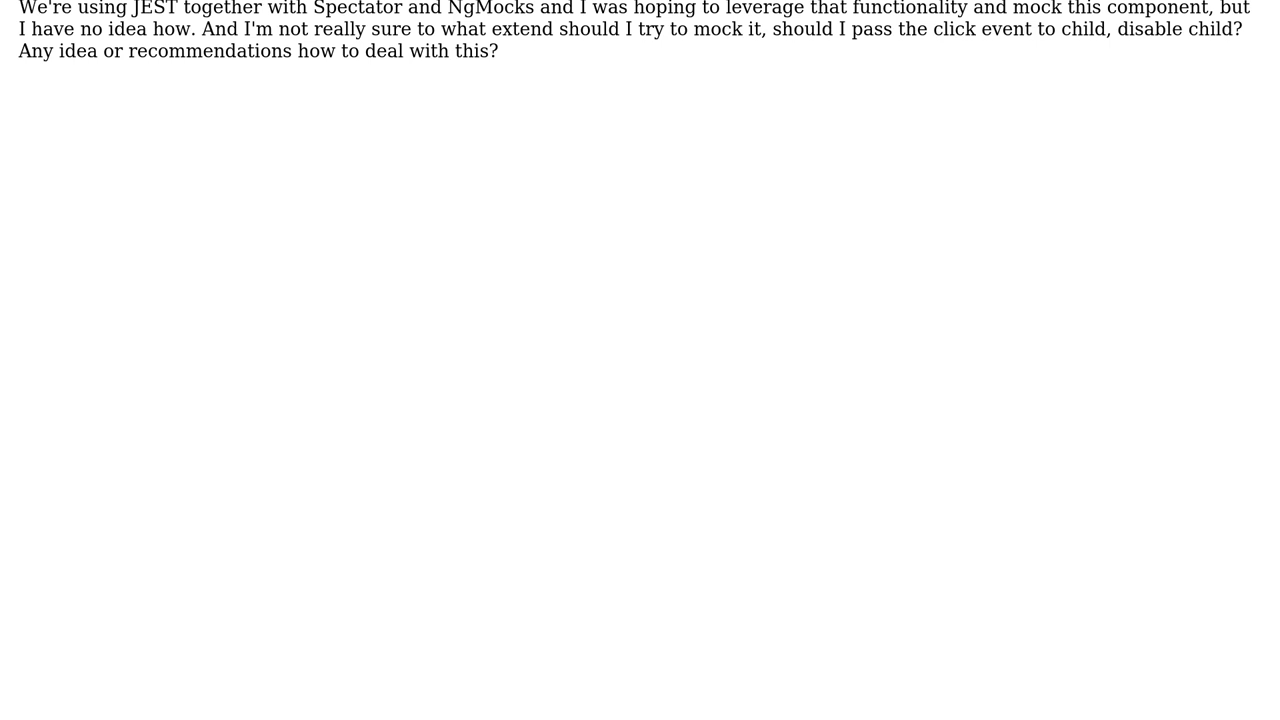 We're using JEST together with Spectator and NgMocks and I was hoping to leverage that functionality and mock this component, but
I have no idea how. And I'm not really sure to what extend should I try to mock it, should I pass the click event to child, disable child?
Any idea or recommendations how to deal with this?